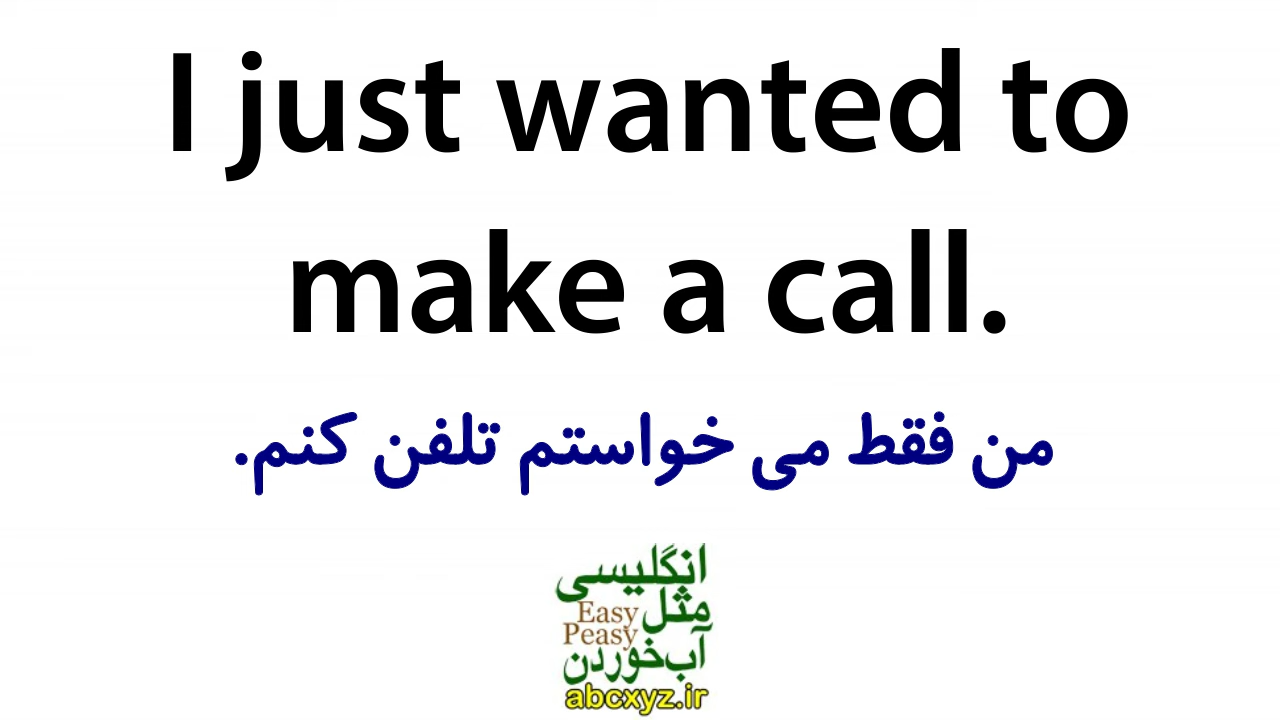 I just wanted to
make a call.
من فقط می خواستم تلفن کنم.
انگلیسی
مثل Easy
Peasy
آب خوردن
abcxyz.ir